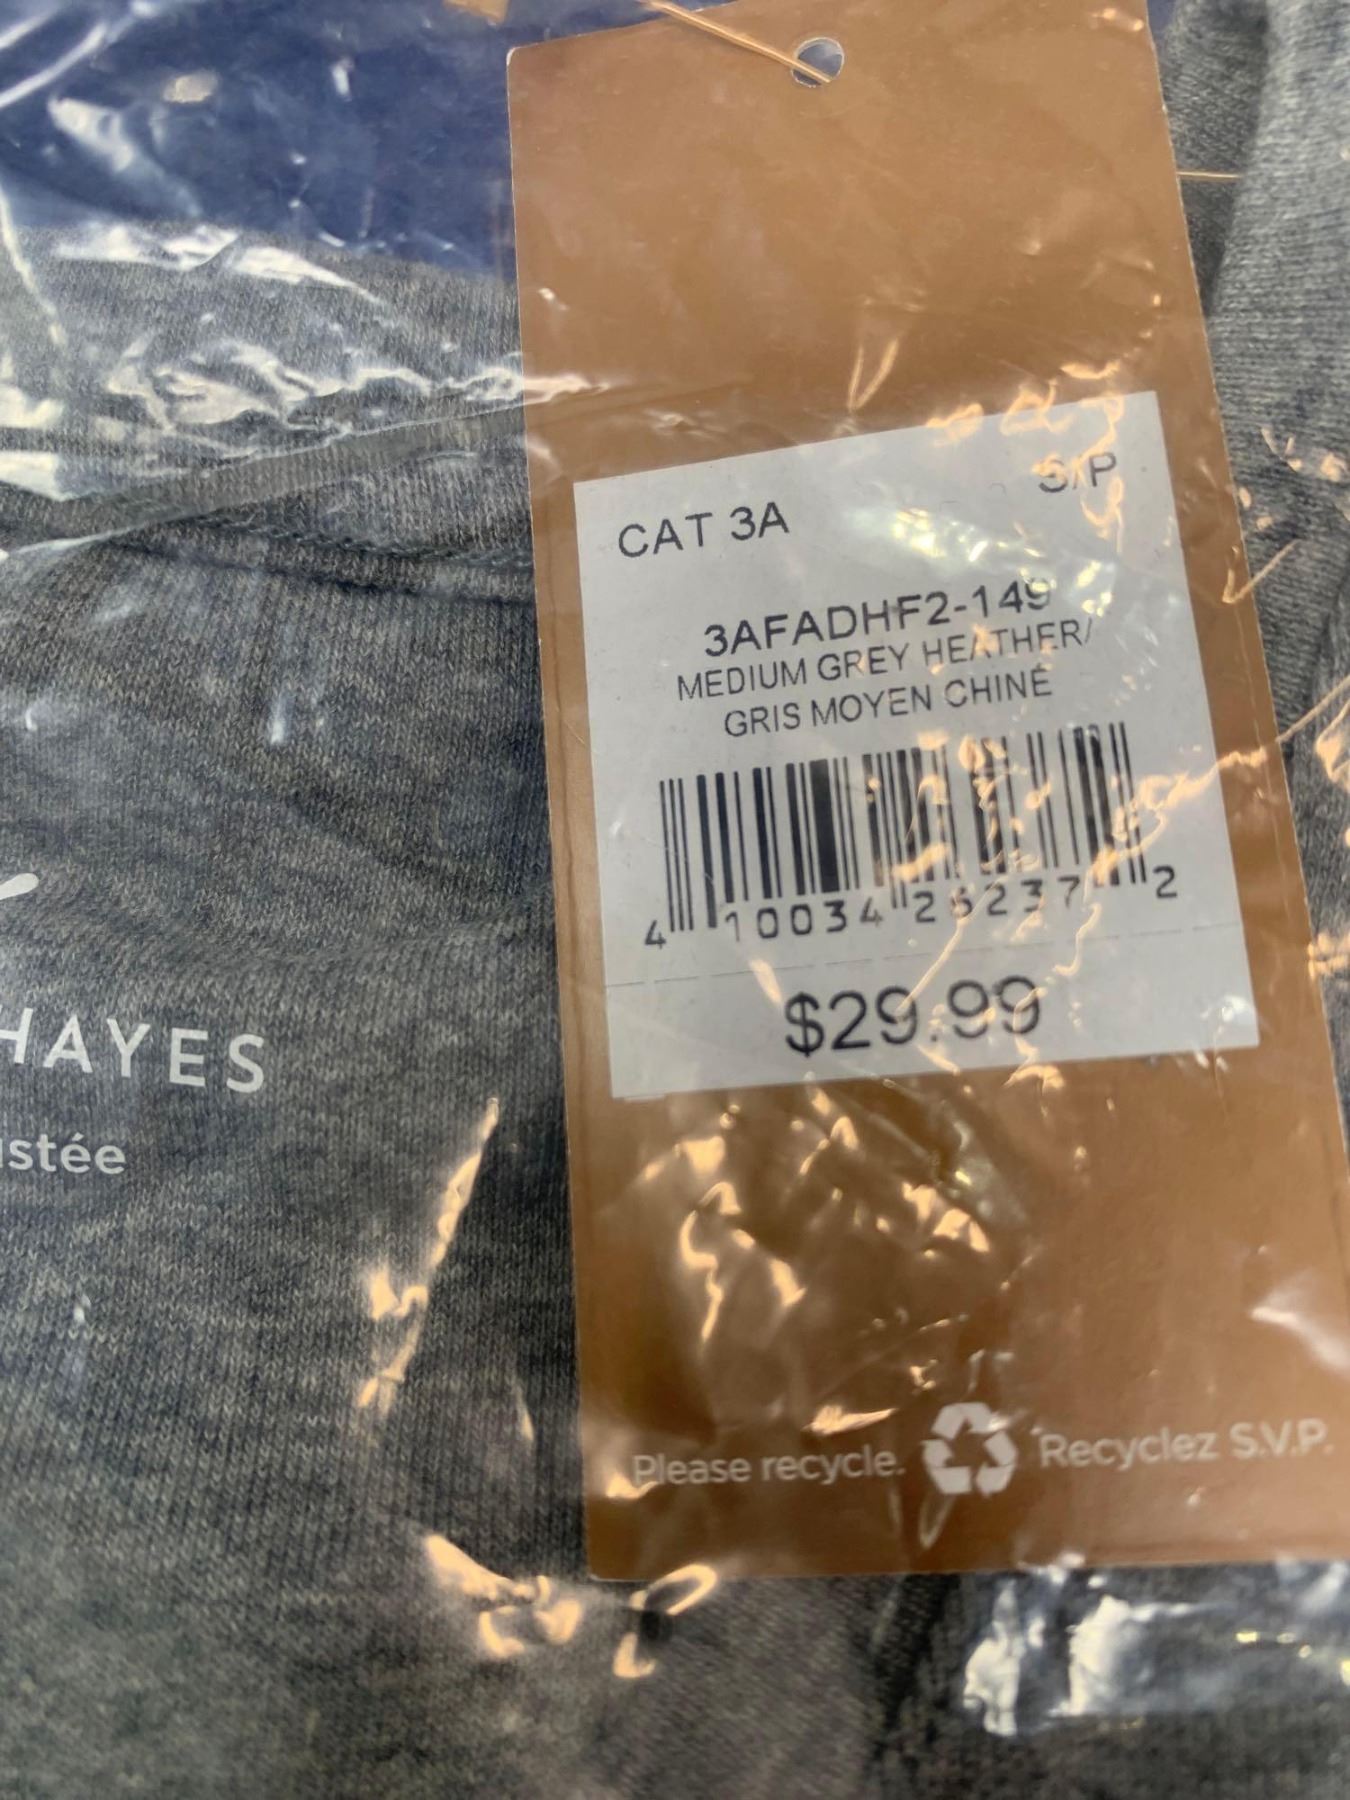 CAT 3A
S/P
3AFADHF2-149
MEDIUM GREY HEATHER/
GRIS MOYEN CHINÉ
4 10034 26237 2
$29.99
HAYES
Please recycle. Recyclez S.V.P.